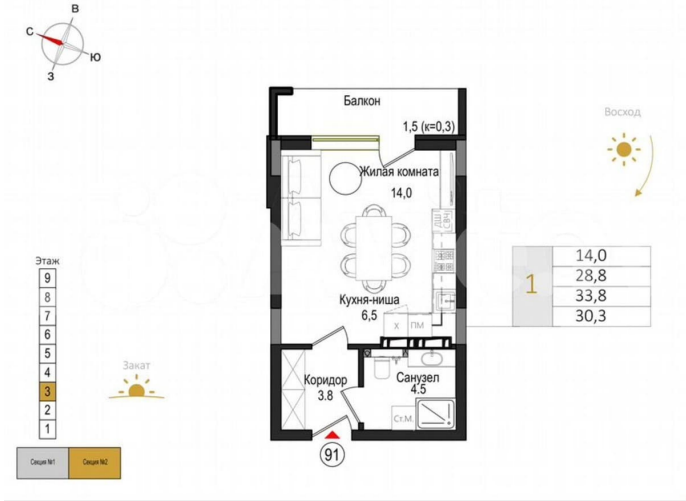 В
С
Ю
З
Балкон
1,5 (к=0,3)
Восход
Жилая комната
14,0
ДШ
СВЧ
14,0
28,8
33,8
30,3
1
Этаж
9
8
7
6
5
4
3
2
1
Кухня-ниша
6,5
Х
ПМ
Закат
Коридор
3.8
Санузел
4.5
Ст.М.
91
Секция №1
Секция №2